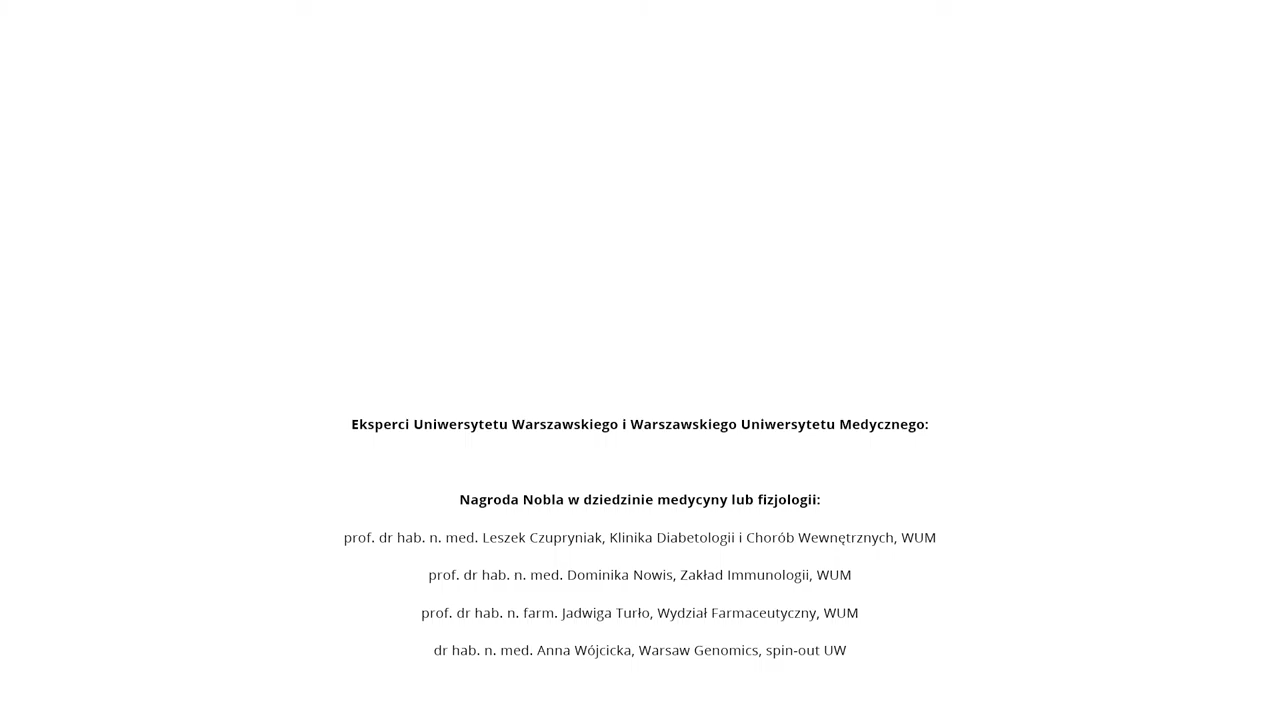 Eksperci Uniwersytetu Warszawskiego i Warszawskiego Uniwersytetu Medycznego:
Nagroda Nobla w dziedzinie medycyny lub fizjologii:
prof. dr hab. n. med. Leszek Czupryniak, Klinika Diabetologii i Chorób Wewnętrznych, WUM
prof. dr hab. n. med. Dominika Nowis, Zakład Immunologii, WUM
prof. dr hab. n. farm. Jadwiga Turło, Wydział Farmaceutyczny, WUM
dr hab. n. med. Anna Wójcicka, Warsaw Genomics, spin-out UW